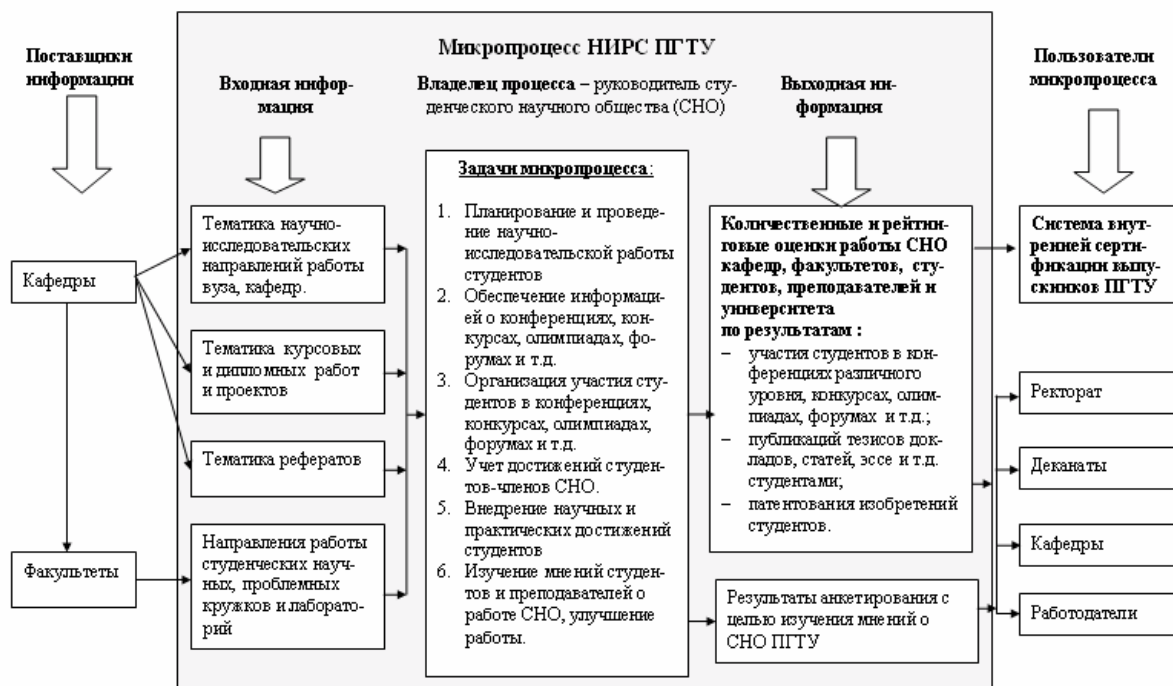 Микропроцесс НИРС ПГТУ
Поставщики
информации
Входная инфор-
мация
Владелец процесса – руководитель сту-
денческого научного общества (СНО)
Выходная ин-
формация
Пользователи
микропроцесса
Кафедры
Факультеты
Тематика научно-
исследовательских
направлений работы
вуза, кафедр.
Тематика курсовых
и дипломных работ
и проектов
Тематика рефератов
Направления работы
студенческих науч-
ных, проблемных
кружков и лаборато-
рий
Задачи микропроцесса:
1. Планирование и проведе-
ние научно-
исследовательской работы
студентов
2. Обеспечение информаци-
ей о конференциях, кон-
курсах, олимпиадах, фо-
румах и т.д.
3. Организация участия сту-
дентов в конференциях,
конкурсах, олимпиадах,
форумах и т.д.
4. Учет достижений студен-
тов-членов СНО.
5. Внедрение научных и
практических достижений
студентов
6. Изучение мнений студен-
тов и преподавателей о
работе СНО, улучшение
работы.
Количественные и рейтин-
говые оценки работы СНО
кафедр, факультетов, сту-
дентов, преподавателей и
университета
по результатам :
– участия студентов в кон-
ференциях различного
уровня, конкурсах, олим-
пиадах, форумах и т.д.;
– публикаций тезисов док-
ладов, статей, эссе и т.д.
студентами;
– патентования изобретений
студентов.
Результаты анкетирования с
целью изучения мнений о
СНО ПГТУ
Система внут-
ренней серти-
фикации выпу-
скников ПГТУ
Ректорат
Деканаты
Кафедры
Работодатели